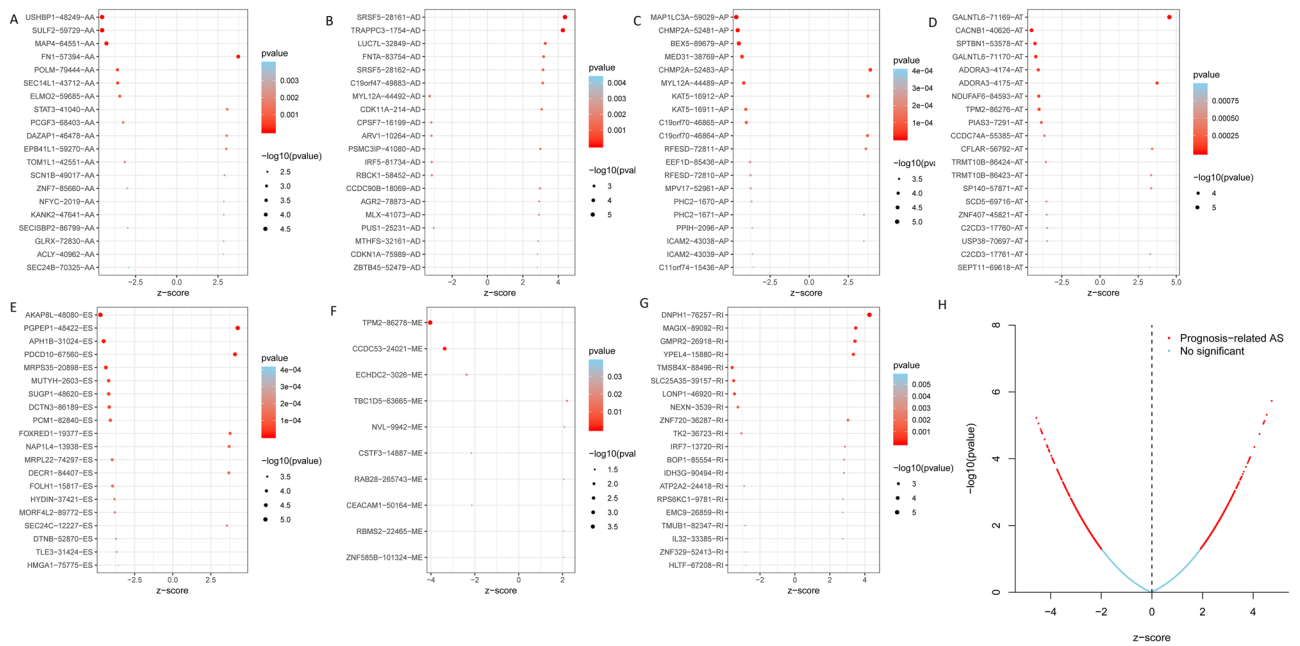 A
USHBP1−48249−AA
SULF2−59729−AA
MAP4−64551−AA
FN1−57394−AA
POLM−79444−AA
SEC14L1−43712−AA
ELMO2−59685−AA
STAT3−41040−AA
PCGF3−68403−AA
DAZAP1−46478−AA
EPB41L1−59270−AA
TOM1L1−42551−AA
SCN1B−49017−AA
ZNF7−85660−AA
NFYC−2019−AA
KANK2−47641−AA
SECISBP2−86799−AA
GLRX−72830−AA
ACLY−40962−AA
SEC24B−70325−AA
−2.5 0.0 2.5
z−score
pvalue
0.003
0.002
0.001
−log10(pvalue)
2.5
3.0
3.5
4.0
4.5
B
SRSF5−28161−AD
TRAPPC3−1754−AD
LUC7L−32849−AD
FNTA−83754−AD
SRSF5−28162−AD
C19orf47−49883−AD
MYL12A−44492−AD
CDK11A−214−AD
CPSF7−16199−AD
ARV1−10264−AD
PSMC3IP−41080−AD
IRF5−81734−AD
RBCK1−58452−AD
CCDC90B−18069−AD
AGR2−78873−AD
MLX−41073−AD
PUS1−25231−AD
MTHFS−32161−AD
CDKN1A−75989−AD
ZBTB45−52479−AD
−2 0 2 4
z−score
pvalue
0.004
0.003
0.002
0.001
−log10(pval
3
4
5
C
MAP1LC3A−59029−AP
CHMP2A−52481−AP
BEX5−89679−AP
MED31−38769−AP
CHMP2A−52483−AP
MYL12A−44489−AP
KAT5−16912−AP
KAT5−16911−AP
C19orf70−46865−AP
C19orf70−46864−AP
RFESD−72811−AP
EEF1D−85436−AP
RFESD−72810−AP
MPV17−52961−AP
PHC2−1670−AP
PHC2−1671−AP
PPIH−2096−AP
ICAM2−43038−AP
ICAM2−43039−AP
C11orf74−15436−AP
−2.5 0.0 2.5
z−score
pvalue
4e−04
3e−04
2e−04
1e−04
−log10(pva
3.5
4.0
4.5
5.0
D
GALNTL6−71169−AT
CACNB1−40626−AT
SPTBN1−53578−AT
GALNTL6−71170−AT
ADORA3−4174−AT
ADORA3−4175−AT
NDUFAF6−84593−AT
TPM2−86276−AT
PIAS3−7291−AT
CCDC74A−55385−AT
CFLAR−56792−AT
TRMT10B−86424−AT
TRMT10B−86423−AT
SP140−57871−AT
SCD5−69716−AT
ZNF407−45821−AT
C2CD3−17760−AT
USP38−70697−AT
C2CD3−17761−AT
SEPT11−69618−AT
−2.5 0.0 2.5 5.0
z−score
pvalue
0.00075
0.00050
0.00025
−log10(pvalue)
4
5
E
AKAP8L−48080−ES
PGPEP1−48422−ES
APH1B−31024−ES
PDCD10−67560−ES
MRPS35−20898−ES
MUTYH−2603−ES
SUGP1−48620−ES
DCTN3−86189−ES
PCM1−82840−ES
FOXRED1−19377−ES
NAP1L4−13938−ES
MRPL22−74297−ES
DECR1−84407−ES
FOLH1−15817−ES
HYDIN−37421−ES
MORF4L2−89772−ES
SEC24C−12227−ES
DTNB−52870−ES
TLE3−31424−ES
HMGA1−75775−ES
−2.5 0.0 2.5
z−score
pvalue
4e−04
3e−04
2e−04
1e−04
−log10(pvalue)
3.5
4.0
4.5
5.0
F
TPM2−86278−ME
CCDC53−24021−ME
ECHDC2−3026−ME
TBC1D5−63665−ME
NVL−9942−ME
CSTF3−14887−ME
RAB28−265743−ME
CEACAM1−50164−ME
RBMS2−22465−ME
ZNF585B−101324−ME
−4 −2 0 2
z−score
pvalue
0.03
0.02
0.01
−log10(pval
1.5
2.0
2.5
3.0
3.5
G
DNPH1−76257−RI
MAGIX−89092−RI
GMPR2−26918−RI
YPEL4−15880−RI
TMSB4X−88496−RI
SLC25A35−39157−RI
LONP1−46920−RI
NEXN−3539−RI
ZNF720−36287−RI
TK2−36723−RI
IRF7−13720−RI
BOP1−85554−RI
IDH3G−90494−RI
ATP2A2−24418−RI
RPS6KC1−9781−RI
EMC9−26859−RI
TMUB1−82347−RI
IL32−33385−RI
ZNF329−52413−RI
HLTF−67208−RI
−2 0 2 4
z−score
pvalue
0.005
0.004
0.003
0.002
0.001
−log10(pvalue)
3
4
5
H
8
6
4
2
0
−log10(pvalue)
Prognosis−related AS
No significant
−4 −2 0 2 4
z−score